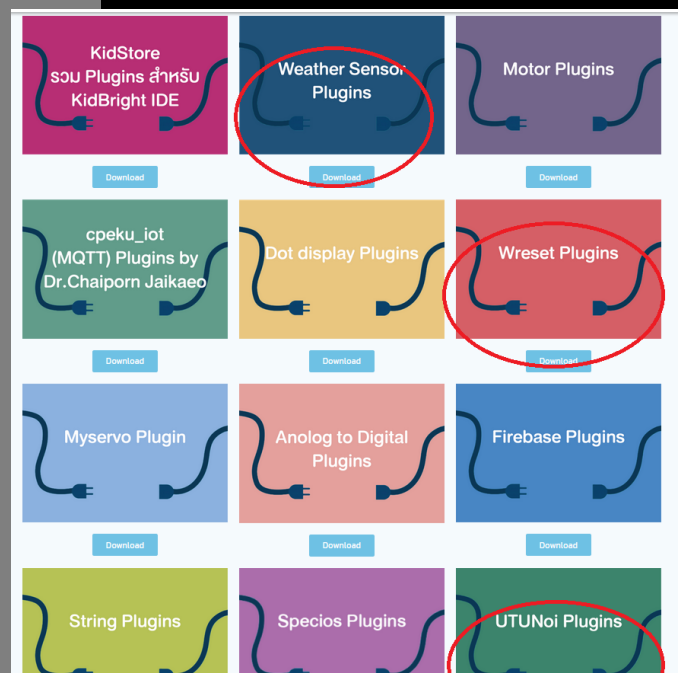 KidStore
รวม Plugins สำหรับ
KidBright IDE
Weather Sensor
Plugins
Motor Plugins
Download
Download
Download
cpeku_iot
(MQTT) Plugins by
Dr.Chaiporn Jaikaeo
Dot display Plugins
Wreset Plugins
Download
Download
Download
Myservo Plugin
Anolog to Digital
Plugins
Firebase Plugins
Download
Download
Download
String Plugins
Specios Plugins
UTUNoi Plugins